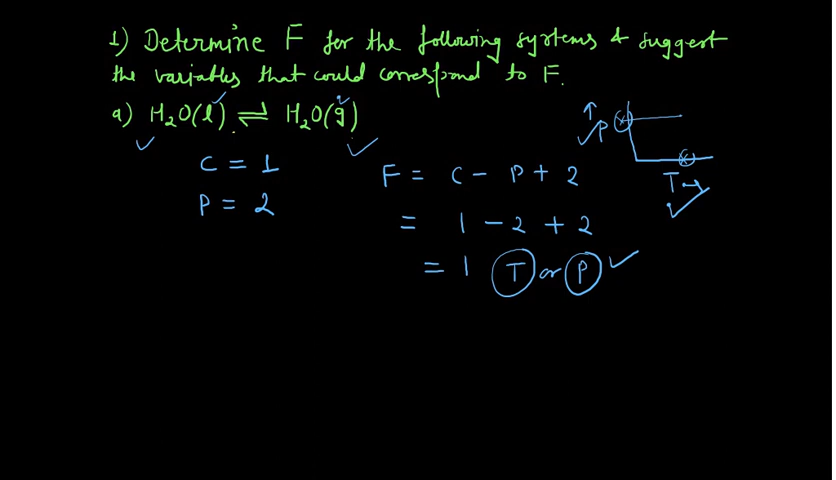 1) Determine F for the following systems & suggest
the variables that could correspond to F.
a) H₂O(l) ⇌ H₂O(g)
P
T
C = 1
F = C - P + 2
P = 2
= 1 - 2 + 2
= 1 T or P